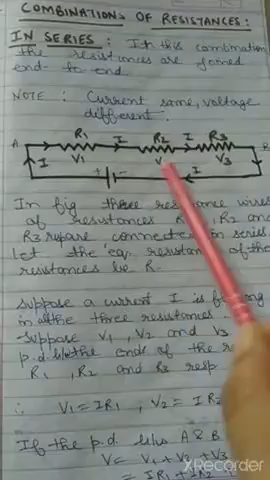 COMBINATIONS OF RESISTANCES:
IN SERIES: In this combination
the resistances are joined
end-to end.
NOTE: Current same, voltage
different.
A R1 I R2 I R3 B
I V1 V V3
+ - I
In fig three resistance wires
of resistances R2 and
R3 are connected in series
Let the eq. resistance of the
resistances be R.
Suppose a current I is
in all the three resistances.
Suppose V1, V2 and V3
p.d. the ends of the
R1, R2 and R3 resp
∴ V1 = IR1, V2 = IR2
If the p.d. A & B
V = V1 + V2 + V3
= IR1 + IR2
XRecorder